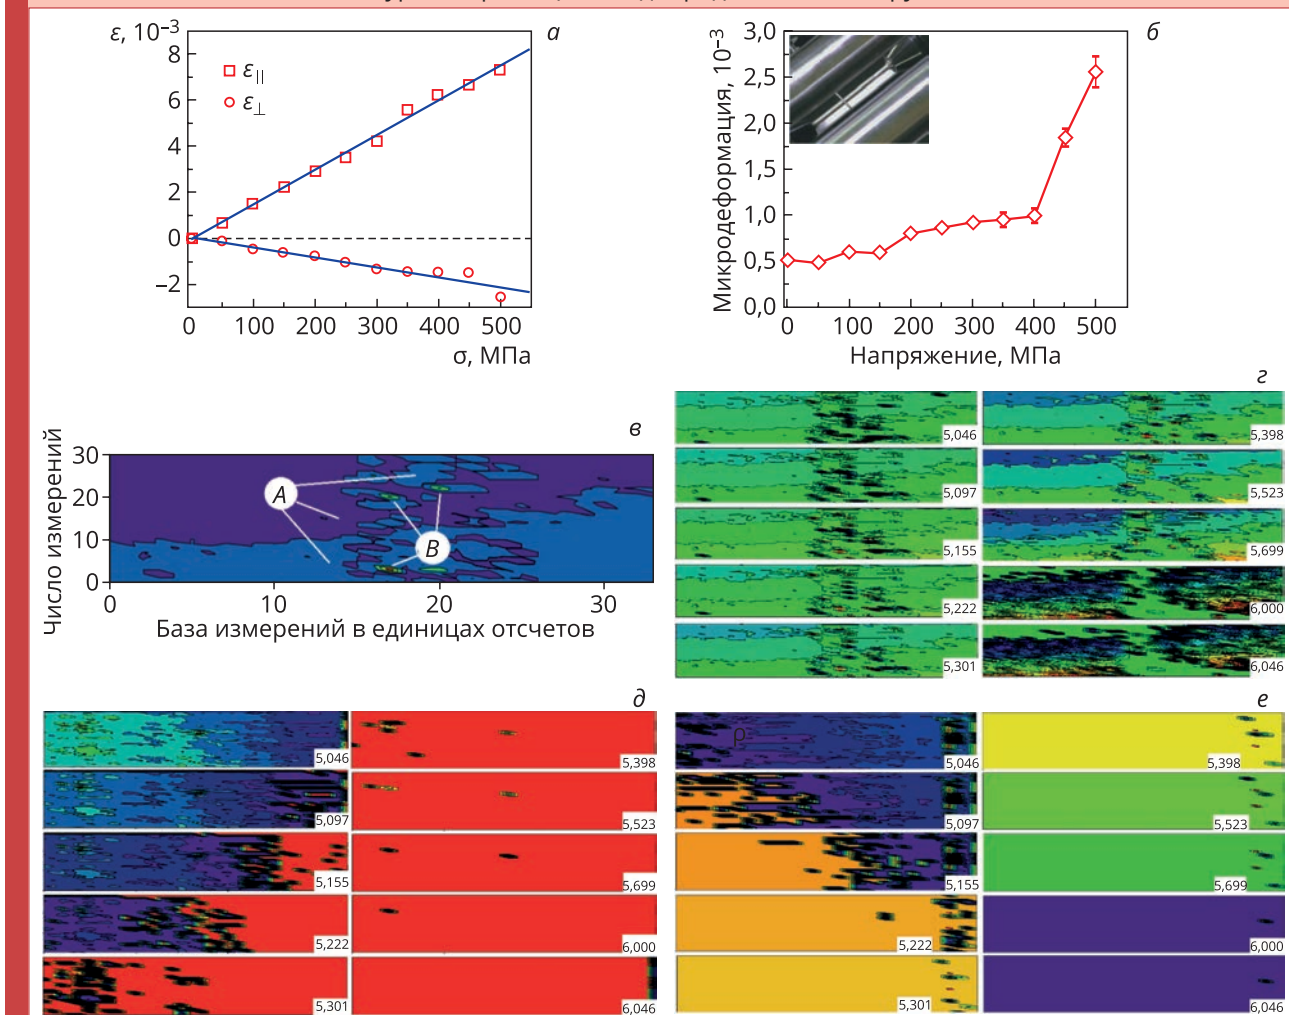 ε, 10⁻³
а
8
6
4
2
0
−2
ε||
ε⊥
0 100 200 300 400 500
σ, МПа
Микродеформация, 10⁻³
б
3,0
2,5
2,0
1,5
1,0
0,5
0,0
0 100 200 300 400 500
Напряжение, МПа
в
Число измерений
30
20
10
0
A
B
0 10 20 30
База измерений в единицах отсчетов
г
5,046
5,097
5,155
5,222
5,301
5,398
5,523
5,699
6,000
6,046
д
5,046
5,097
5,155
5,222
5,301
5,398
5,523
5,699
6,000
6,046
е
ρ
5,046
5,097
5,155
5,222
5,301
5,398
5,523
5,699
6,000
6,046